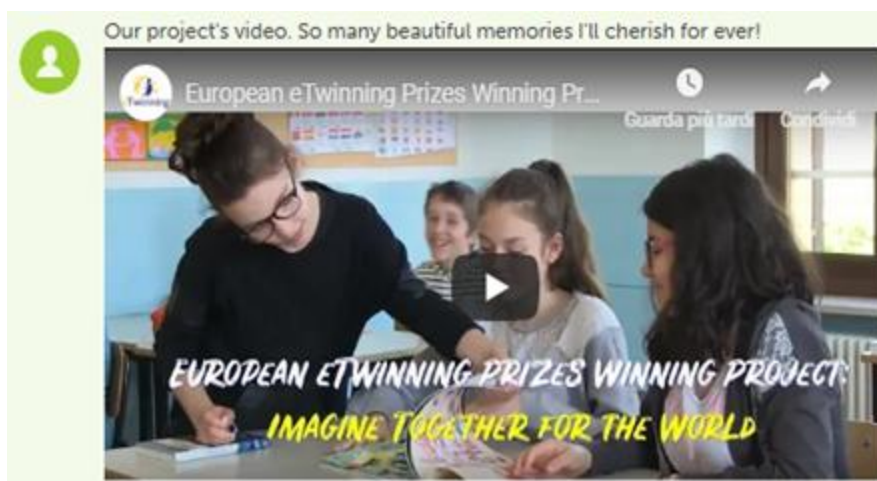 Our project's video. So many beautiful memories I'll cherish for ever!
eTwinning
European eTwinning Prizes Winning Pr...
Guarda più tardi
Condividi
EUROPEAN ETWINNING PRIZES WINNING PROJECT:
IMAGINE TOGETHER FOR THE WORLD